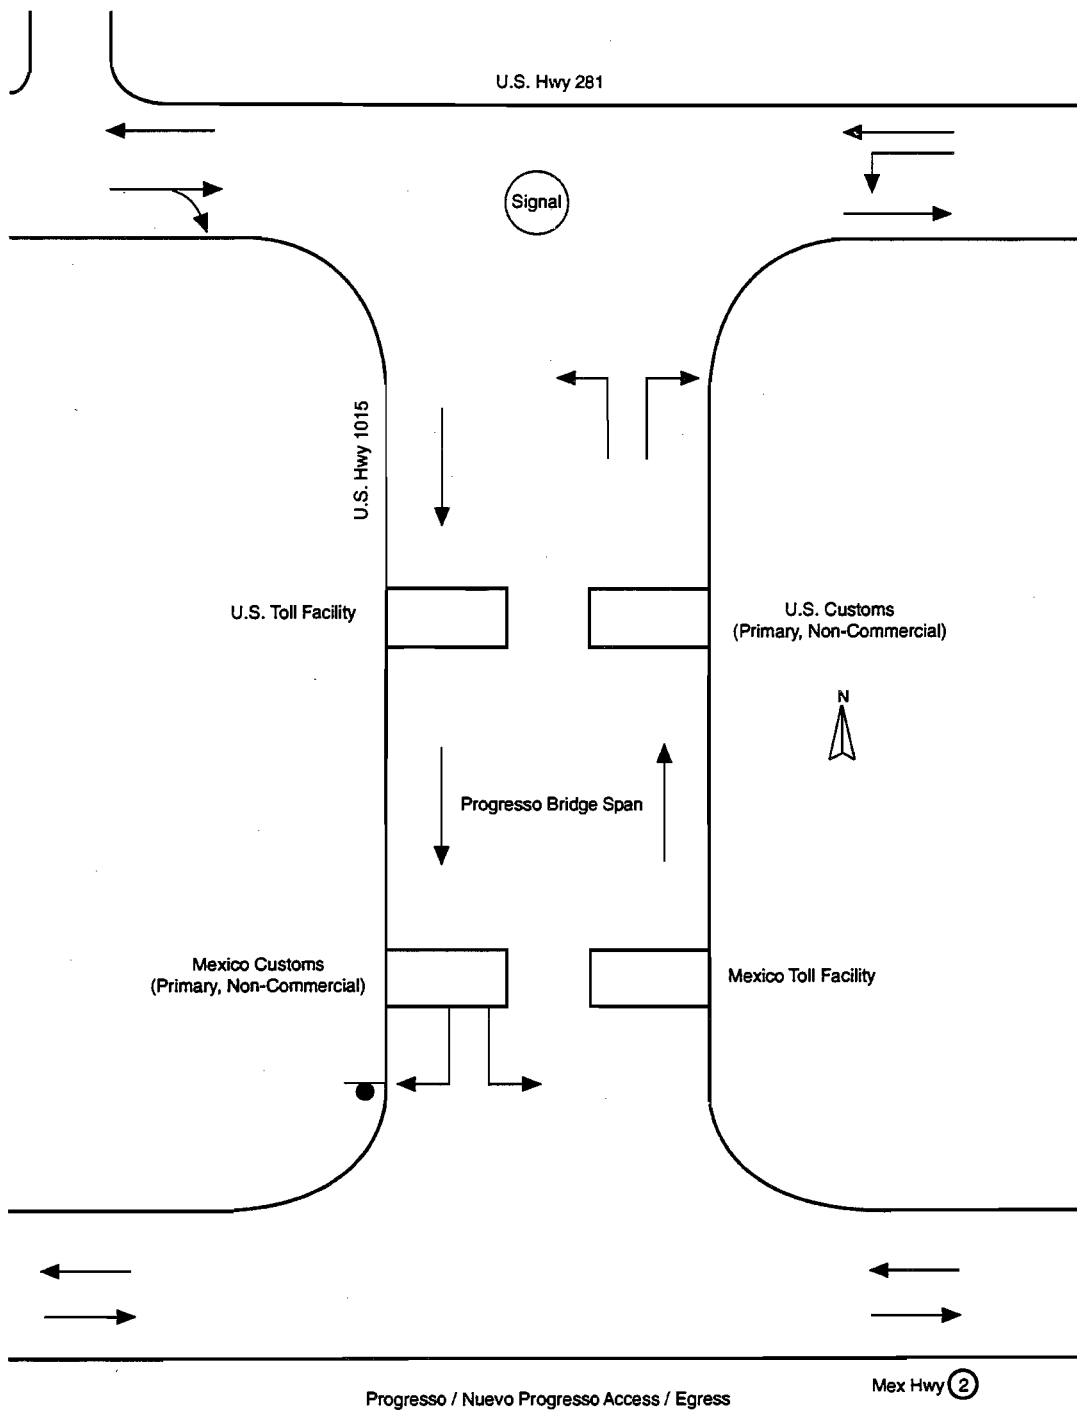 U.S. Hwy 281
Signal
U.S. Hwy 1015
U.S. Toll Facility
U.S. Customs
(Primary, Non-Commercial)
N
Progresso Bridge Span
Mexico Customs
(Primary, Non-Commercial)
Mexico Toll Facility
Mex Hwy 2
Progresso / Nuevo Progresso Access / Egress